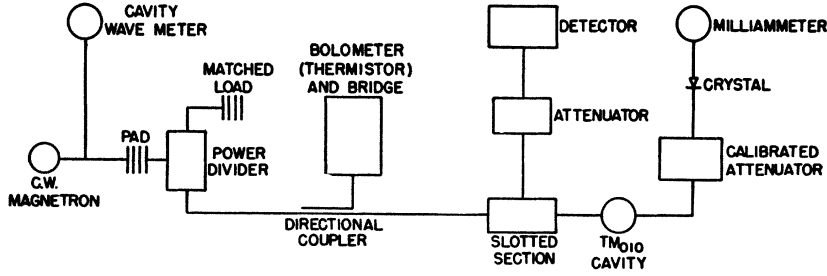 CAVITY
WAVE METER
MATCHED
LOAD
BOLOMETER
(THERMISTOR)
AND BRIDGE
DETECTOR
MILLIAMMETER
CRYSTAL
ATTENUATOR
PAD
POWER
DIVIDER
CALIBRATED
ATTENUATOR
C.W.
MAGNETRON
DIRECTIONAL
COUPLER
SLOTTED
SECTION
TM010
CAVITY